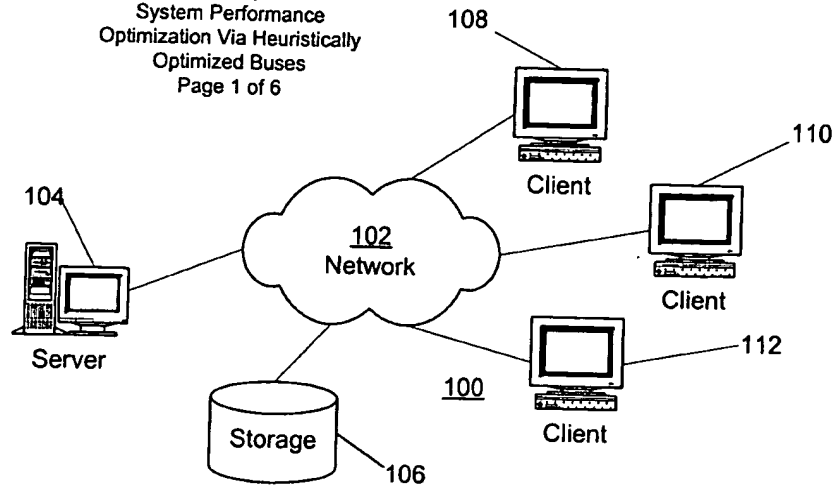 System Performance
Optimization Via Heuristically
Optimized Buses
Page 1 of 6
108
110
Client
104
102
Network
Client
Server
112
100
Storage
Client
106